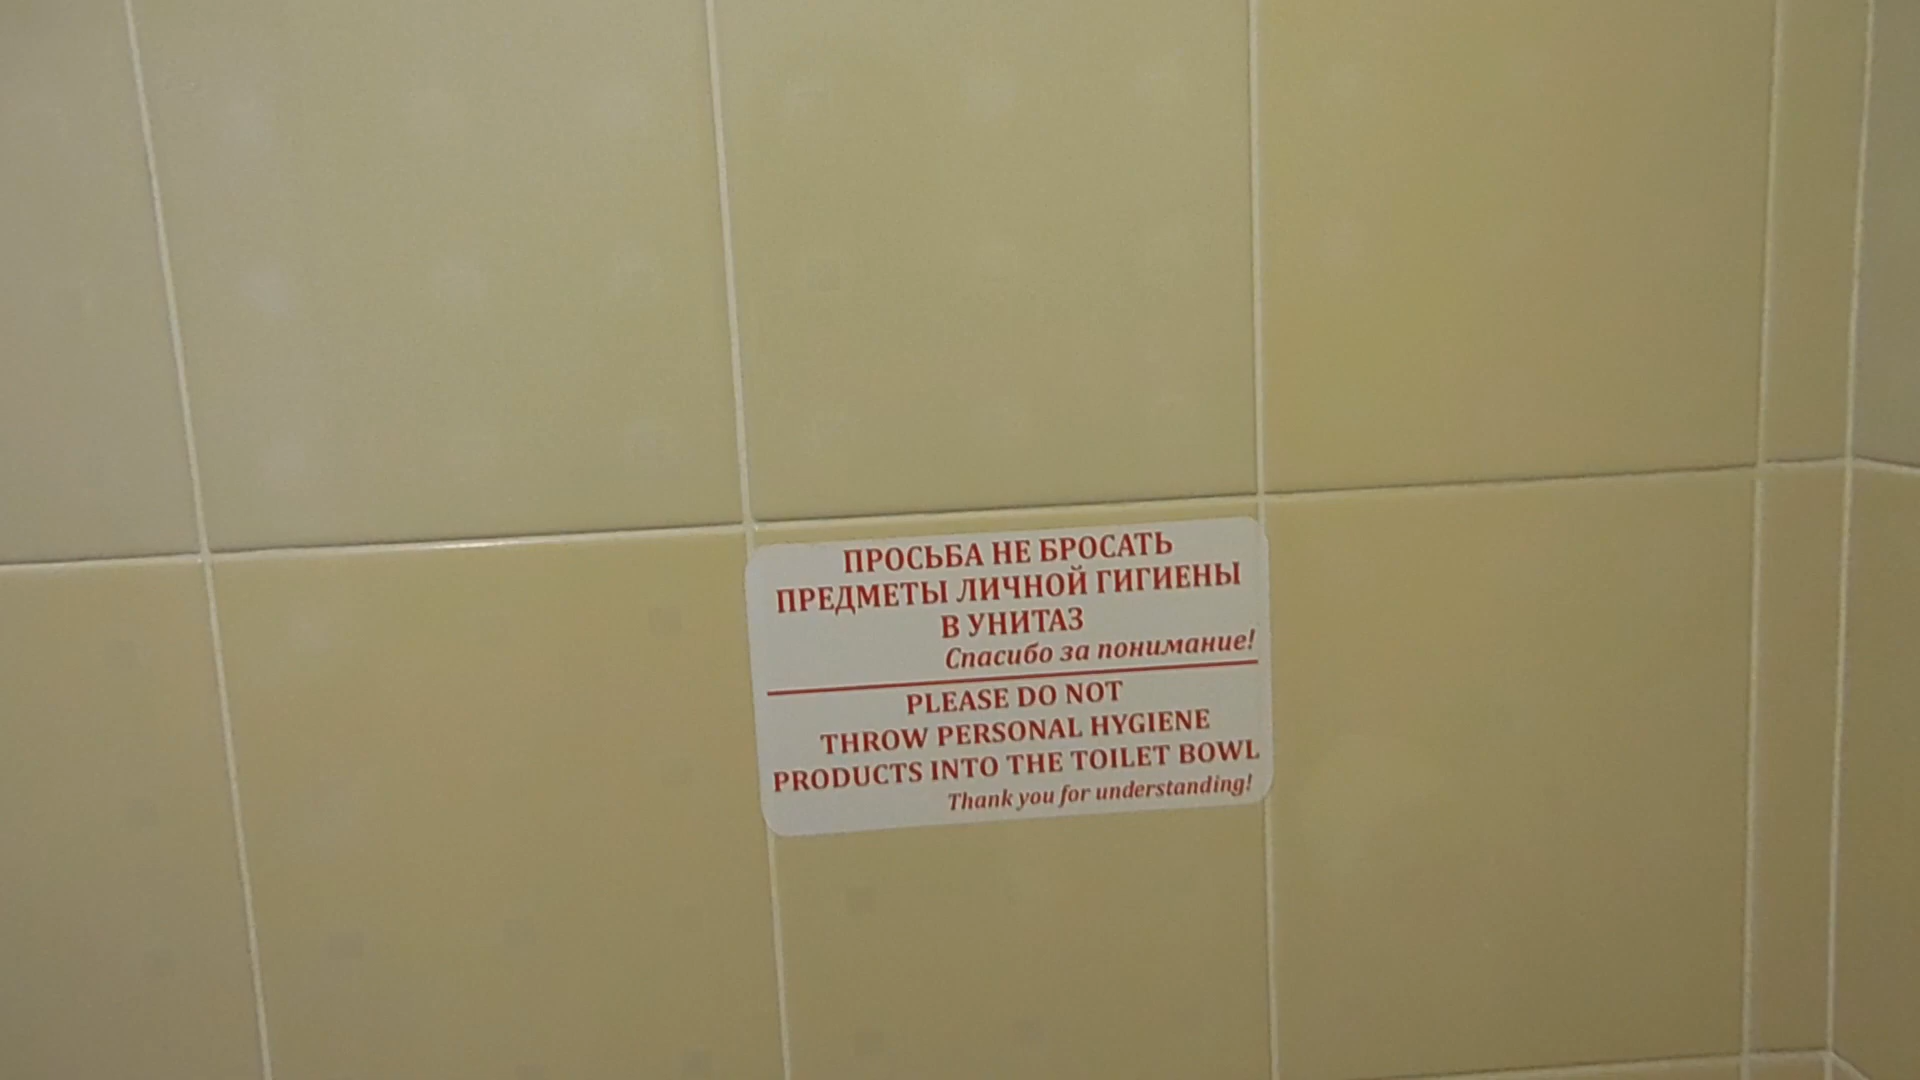 ПРОСЬБА НЕ БРОСАТЬ
ПРЕДМЕТЫ ЛИЧНОЙ ГИГИЕНЫ
В УНИТАЗ
Спасибо за понимание!
PLEASE DO NOT
THROW PERSONAL HYGIENE
PRODUCTS INTO THE TOILET BOWL
Thank you for understanding!